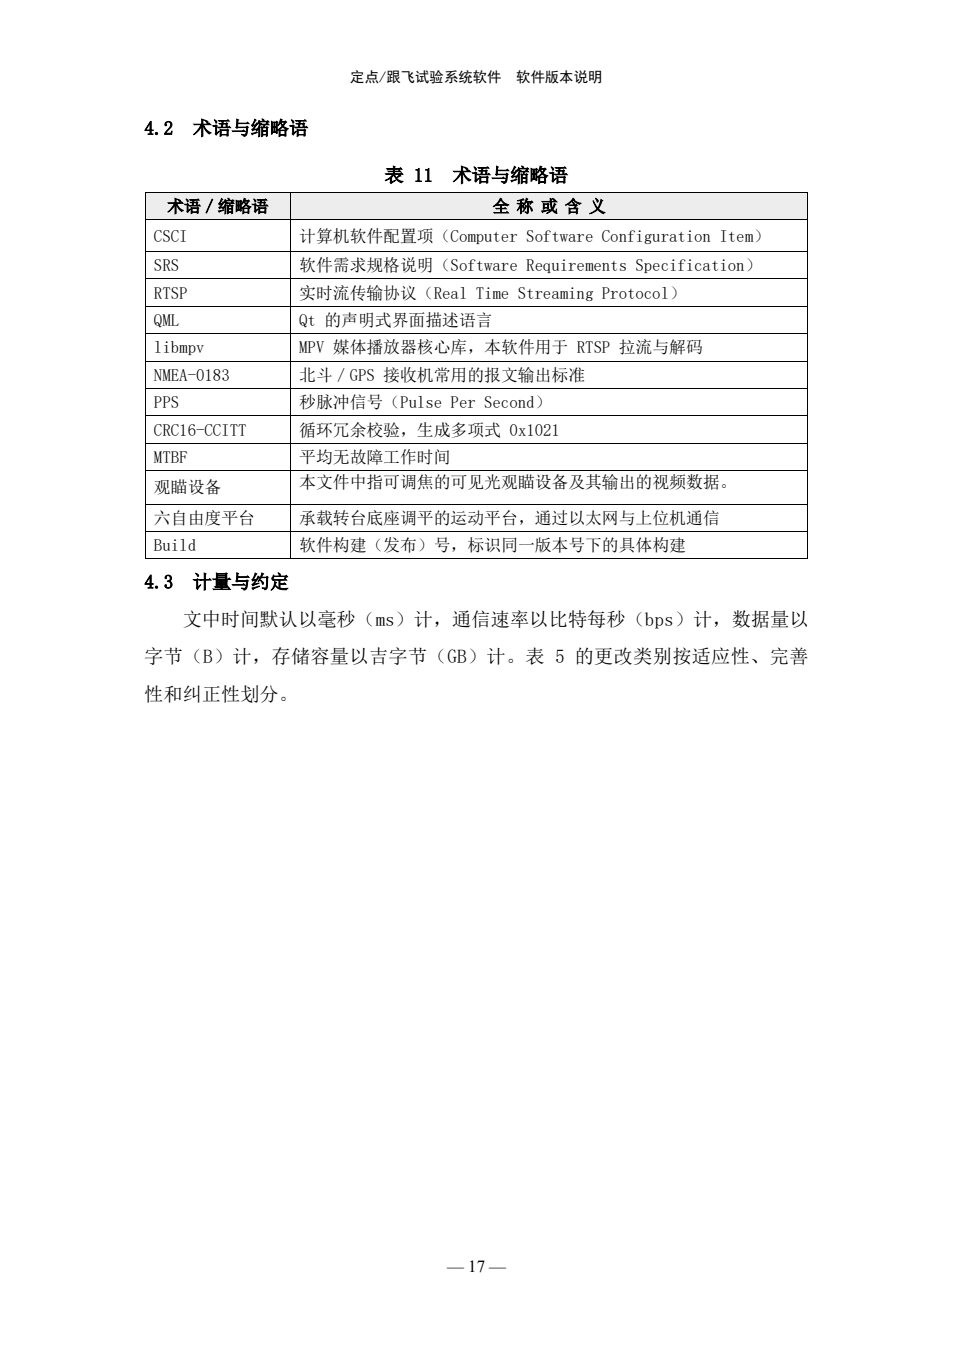 定点/跟飞试验系统软件　软件版本说明
4.2　术语与缩略语
表 11　术语与缩略语
术语／缩略语　全 称 或 含 义
CSCI　计算机软件配置项（Computer Software Configuration Item）
SRS　软件需求规格说明（Software Requirements Specification）
RTSP　实时流传输协议（Real Time Streaming Protocol）
QML　Qt 的声明式界面描述语言
libmpv　MPV 媒体播放器核心库，本软件用于 RTSP 拉流与解码
NMEA-0183　北斗／GPS 接收机常用的报文输出标准
PPS　秒脉冲信号（Pulse Per Second）
CRC16-CCITT　循环冗余校验，生成多项式 0x1021
MTBF　平均无故障工作时间
观瞄设备　本文件中指可调焦的可见光观瞄设备及其输出的视频数据。
六自由度平台　承载转台底座调平的运动平台，通过以太网与上位机通信
Build　软件构建（发布）号，标识同一版本号下的具体构建
4.3　计量与约定
文中时间默认以毫秒（ms）计，通信速率以比特每秒（bps）计，数据量以
字节（B）计，存储容量以吉字节（GB）计。表 5 的更改类别按适应性、完善
性和纠正性划分。
— 17 —